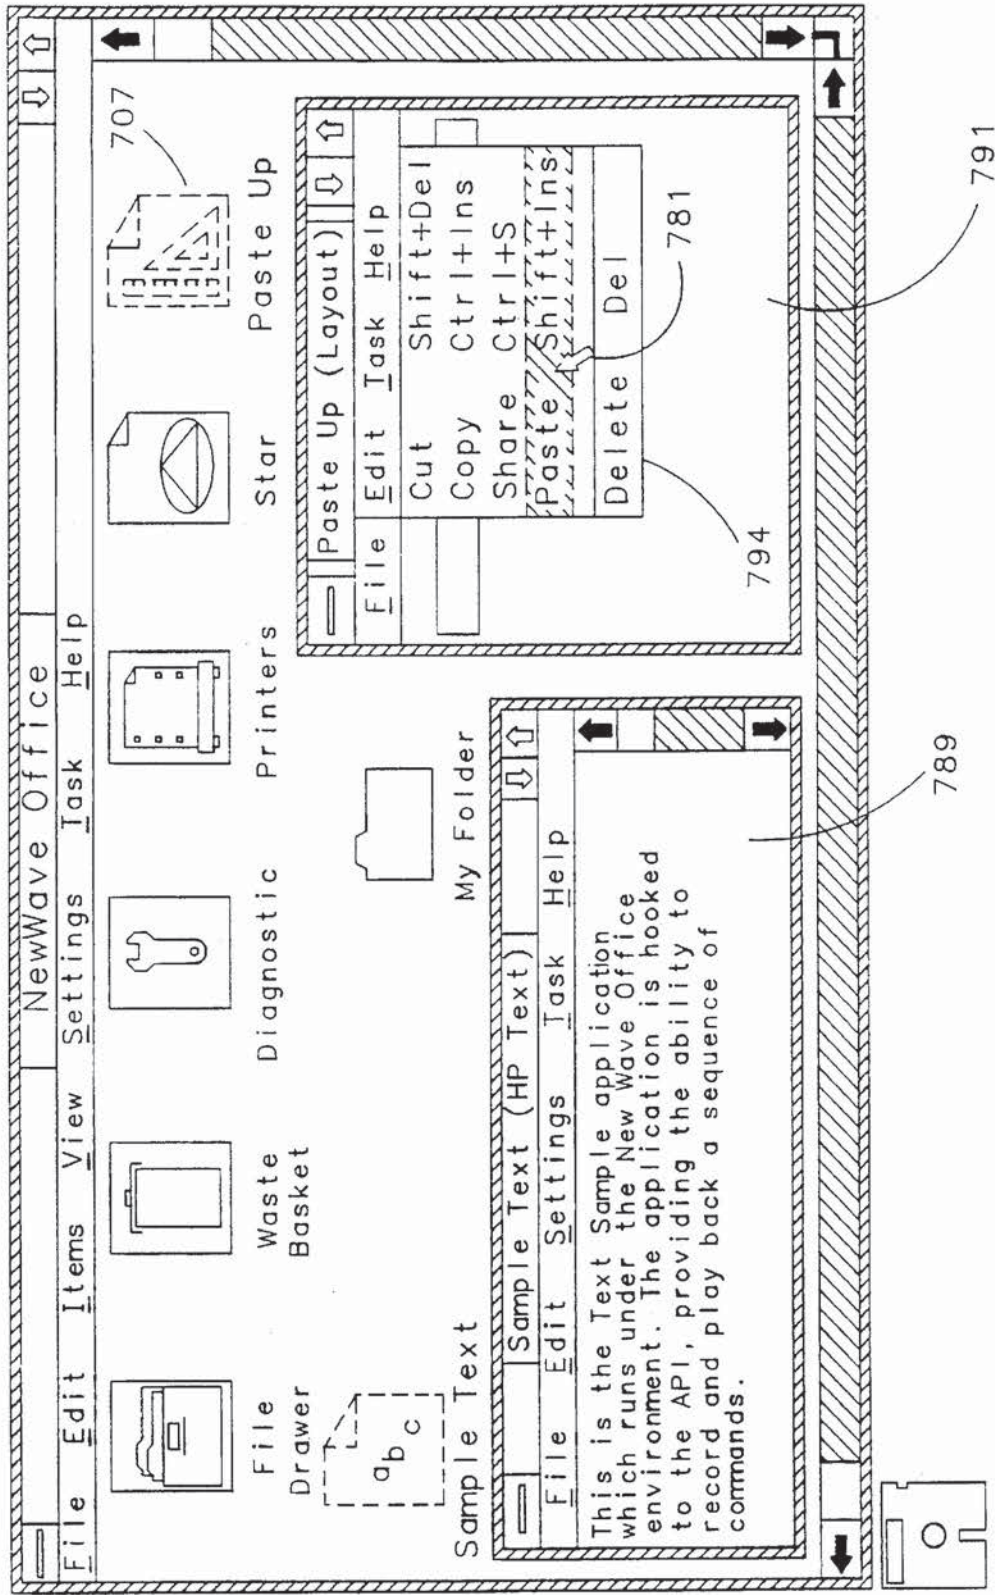 NewWave Office
File Edit Items View Settings Task Help
File
Drawer
Waste
Basket
Diagnostic
Printers
Star
Paste Up
707
abc
Sample Text
My Folder
Sample Text (HP Text)
File Edit Settings Task Help
This is the Text Sample application
which runs under the New Wave Office
environment. The application is hooked
to the API, providing the ability to
record and play back a sequence of
commands.
789
Paste Up (Layout)
File Edit Task Help
Cut Shift+Del
Copy Ctrl+Ins
Share Ctrl+S
Paste Shift+Ins
Delete Del
794
781
791